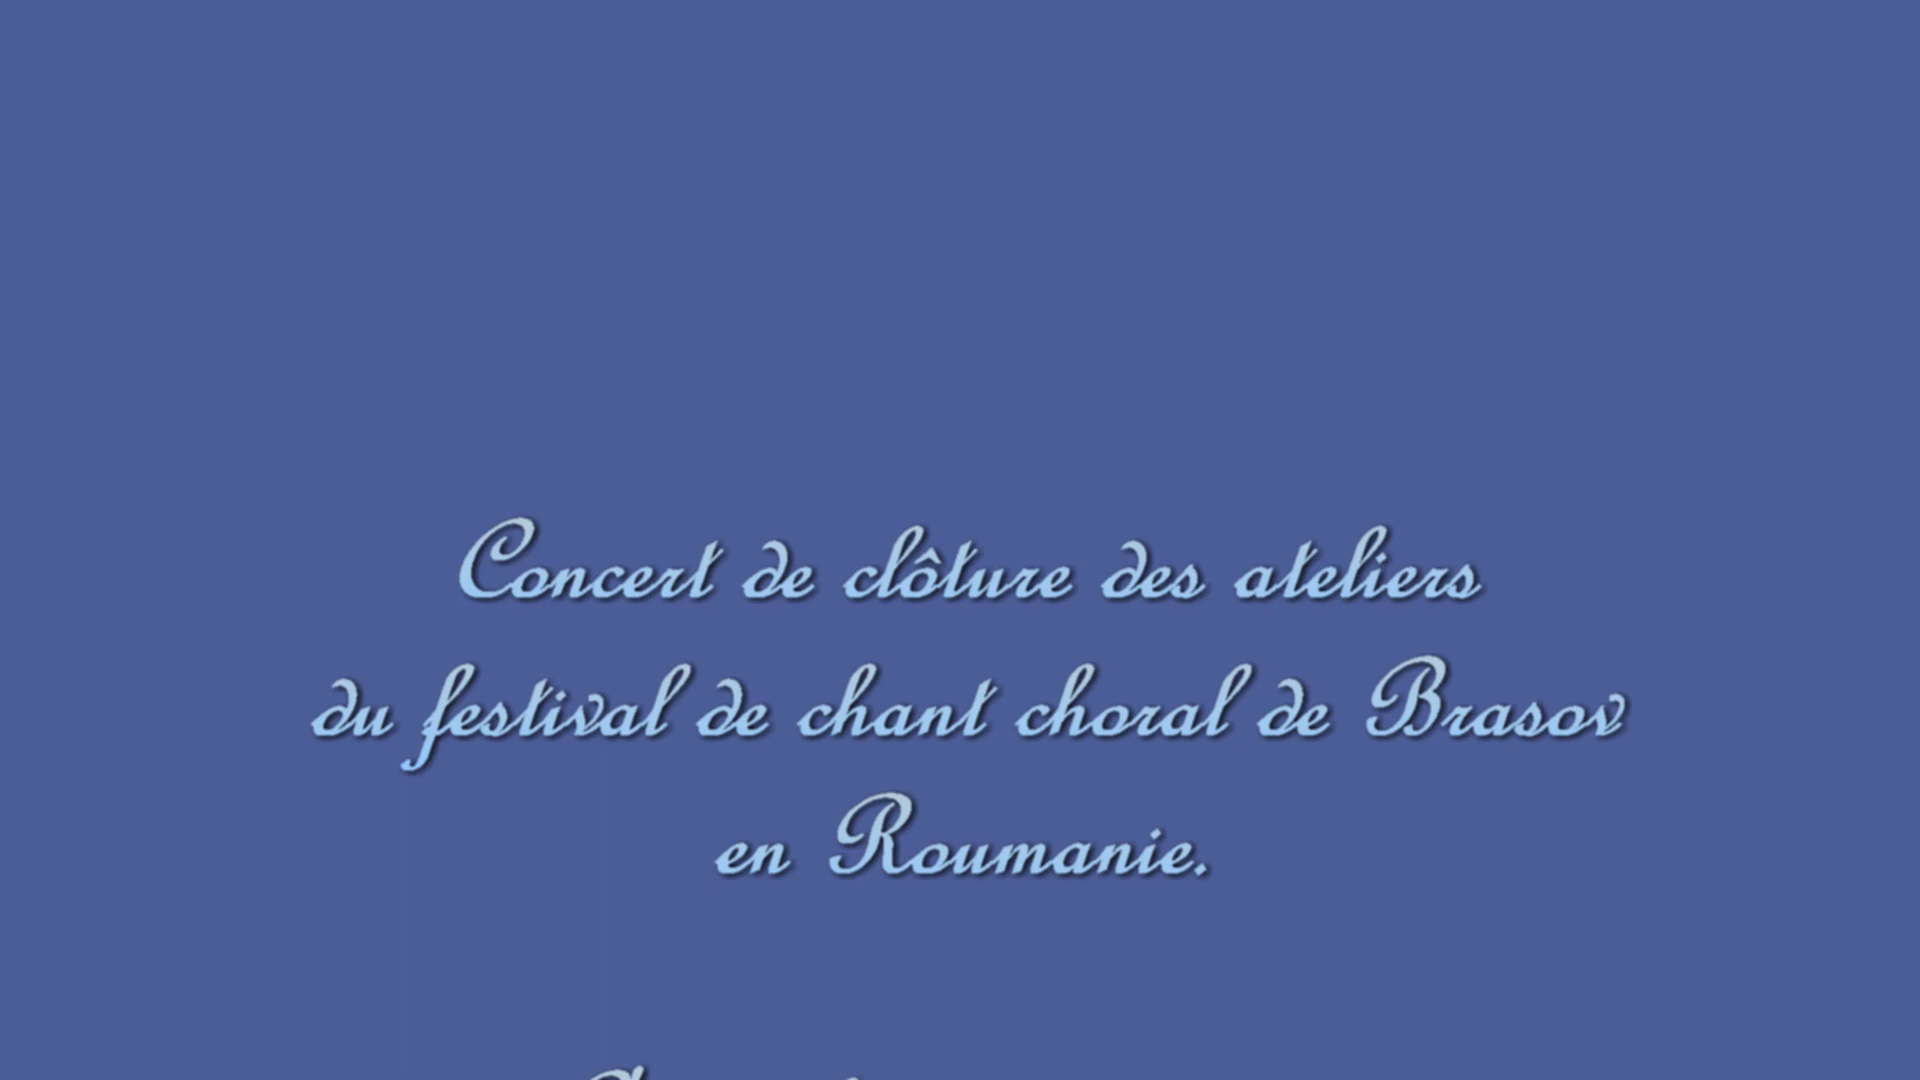 Concert de clôture des ateliers
du festival de chant choral de Brasov
en Roumanie.